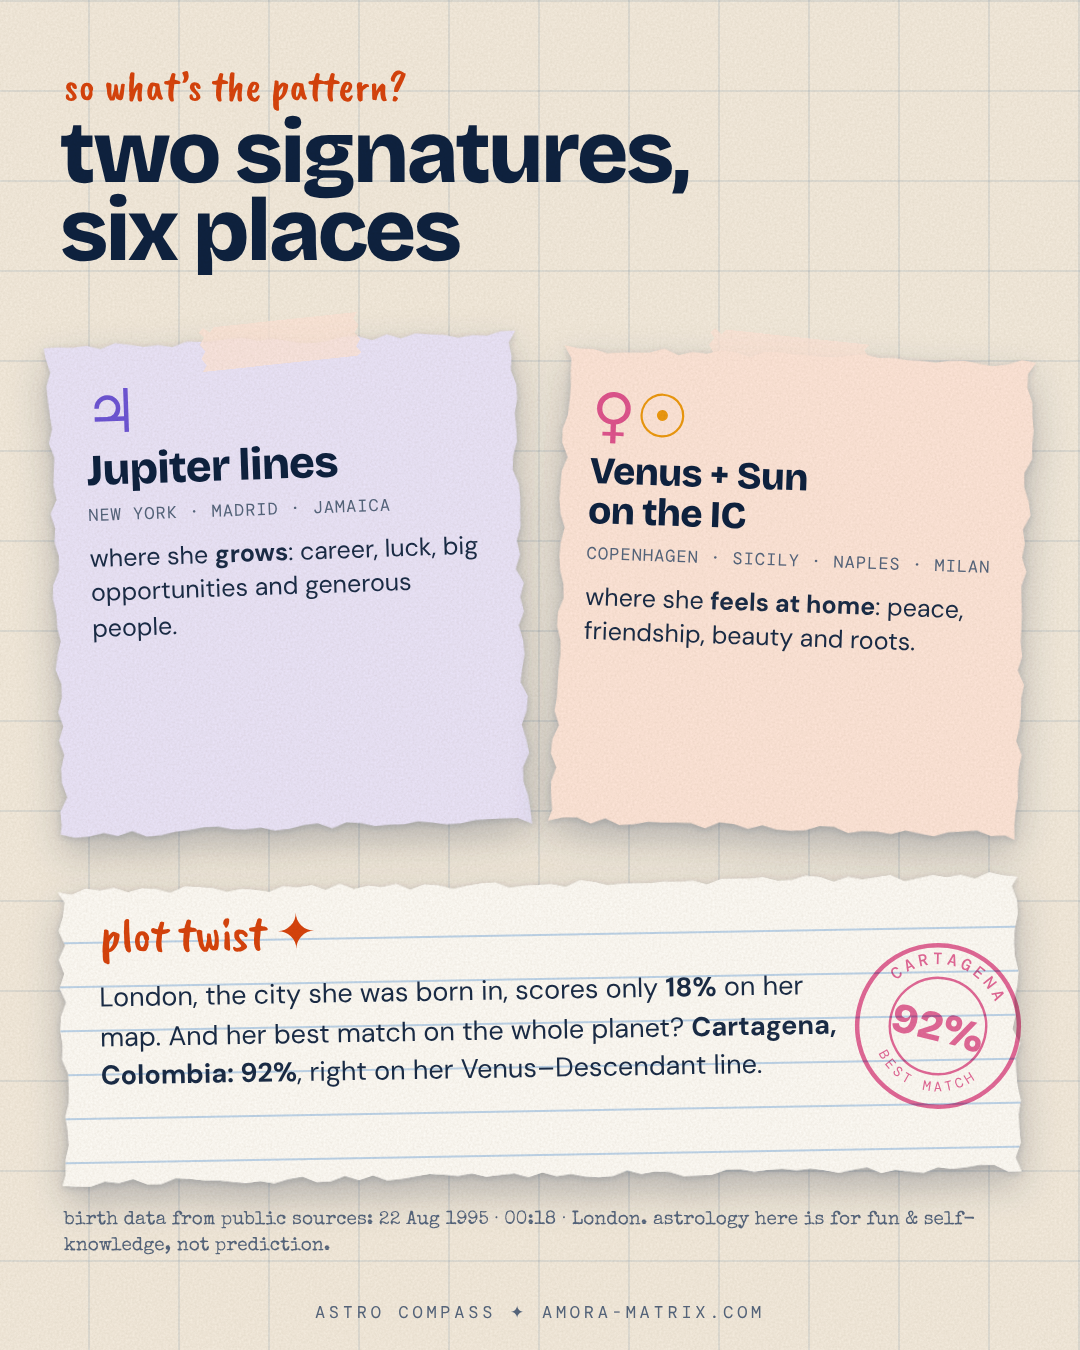 so what's the pattern?
two signatures,
six places
♃
Jupiter lines
NEW YORK · MADRID · JAMAICA
where she grows: career, luck, big
opportunities and generous
people.
♀☉
Venus + Sun
on the IC
COPENHAGEN · SICILY · NAPLES · MILAN
where she feels at home: peace,
friendship, beauty and roots.
plot twist ✦
London, the city she was born in, scores only 18% on her
map. And her best match on the whole planet? Cartagena,
Colombia: 92%, right on her Venus–Descendant line.
CARTAGENA
92%
BEST MATCH
birth data from public sources: 22 Aug 1995 · 00:18 · London. astrology here is for fun & self-
knowledge, not prediction.
ASTRO COMPASS ✦ AMORA-MATRIX.COM